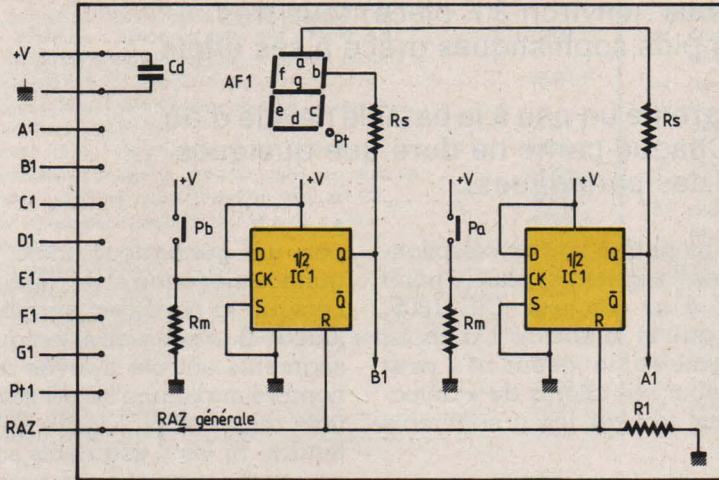 +V
Cd
AF1
a
f
b
g
e
d
c
Pt
Rs
Rs
A1
B1
C1
D1
E1
F1
G1
Pt1
RAZ
+V
+V
+V
+V
Pb
D
1/2
Q
CK
IC1
S
Q̅
R
Rm
B1
Pa
D
1/2
Q
CK
IC1
S
Q̅
R
Rm
A1
RAZ générale
R1